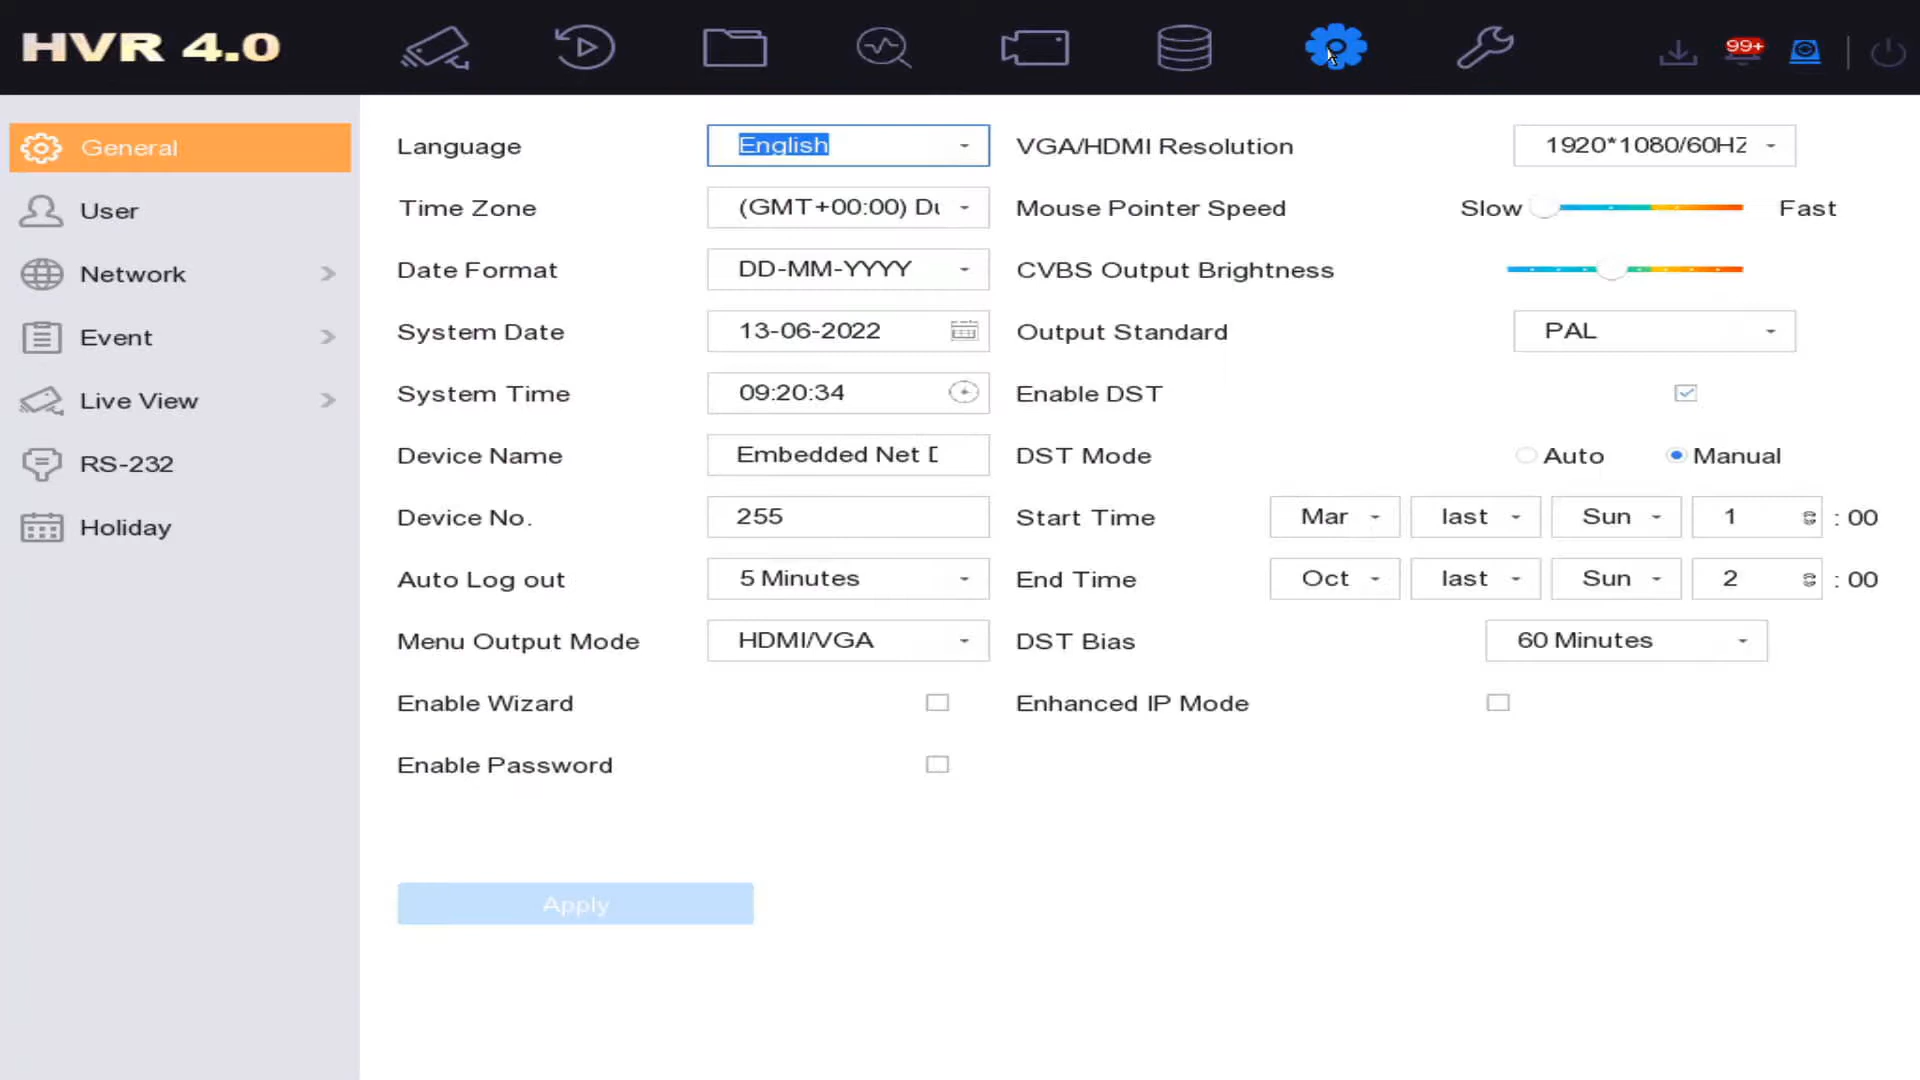 HVR 4.0
99+
General
User
Network
Event
Live View
RS-232
Holiday
Language English
Time Zone (GMT+00:00) Du
Date Format DD-MM-YYYY
System Date 13-06-2022
System Time 09:20:34
Device Name Embedded Net D
Device No. 255
Auto Log out 5 Minutes
Menu Output Mode HDMI/VGA
Enable Wizard
Enable Password
VGA/HDMI Resolution 1920*1080/60HZ
Mouse Pointer Speed Slow Fast
CVBS Output Brightness
Output Standard PAL
Enable DST
DST Mode Auto Manual
Start Time Mar last Sun 1 : 00
End Time Oct last Sun 2 : 00
DST Bias 60 Minutes
Enhanced IP Mode
Apply